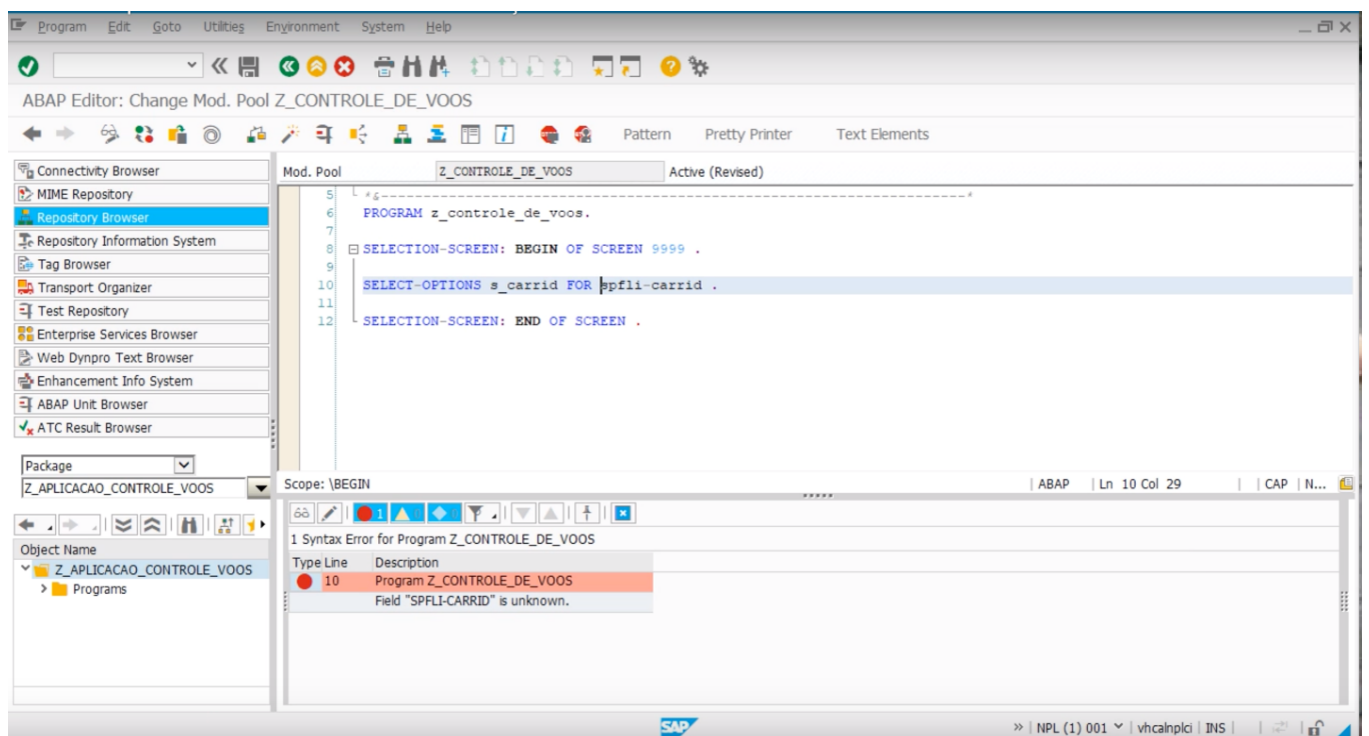 Program Edit Goto Utilities Environment System Help
ABAP Editor: Change Mod. Pool Z_CONTROLE_DE_VOOS
Pattern Pretty Printer Text Elements
Connectivity Browser
MIME Repository
Repository Browser
Repository Information System
Tag Browser
Transport Organizer
Test Repository
Enterprise Services Browser
Web Dynpro Text Browser
Enhancement Info System
ABAP Unit Browser
ATC Result Browser
Package
Z_APLICACAO_CONTROLE_VOOS
Object Name
Z_APLICACAO_CONTROLE_VOOS
Programs
Mod. Pool Z_CONTROLE_DE_VOOS Active (Revised)
5 *&---------------------------------------------------------------------*
6 PROGRAM z_controle_de_voos.
7
8 SELECTION-SCREEN: BEGIN OF SCREEN 9999 .
9
10 SELECT-OPTIONS s_carrid FOR spfli-carrid .
11
12 SELECTION-SCREEN: END OF SCREEN .
Scope: \BEGIN ABAP Ln 10 Col 29 CAP N...
1
1 Syntax Error for Program Z_CONTROLE_DE_VOOS
Type Line Description
10 Program Z_CONTROLE_DE_VOOS
Field "SPFLI-CARRID" is unknown.
SAP
» NPL (1) 001 vhcalnplci INS